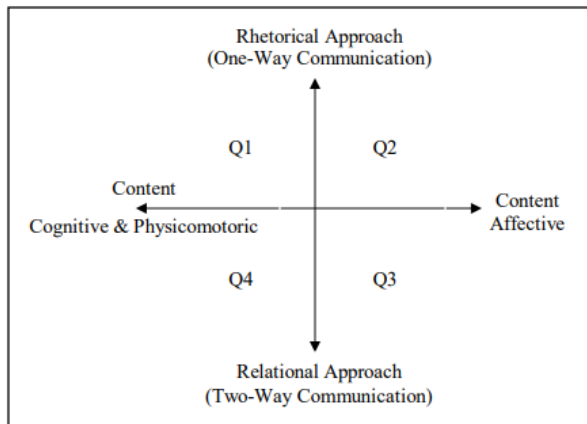 Rhetorical Approach
(One-Way Communication)
Q1
Q2
Content
Cognitive & Physicomotoric
Content
Affective
Q4
Q3
Relational Approach
(Two-Way Communication)